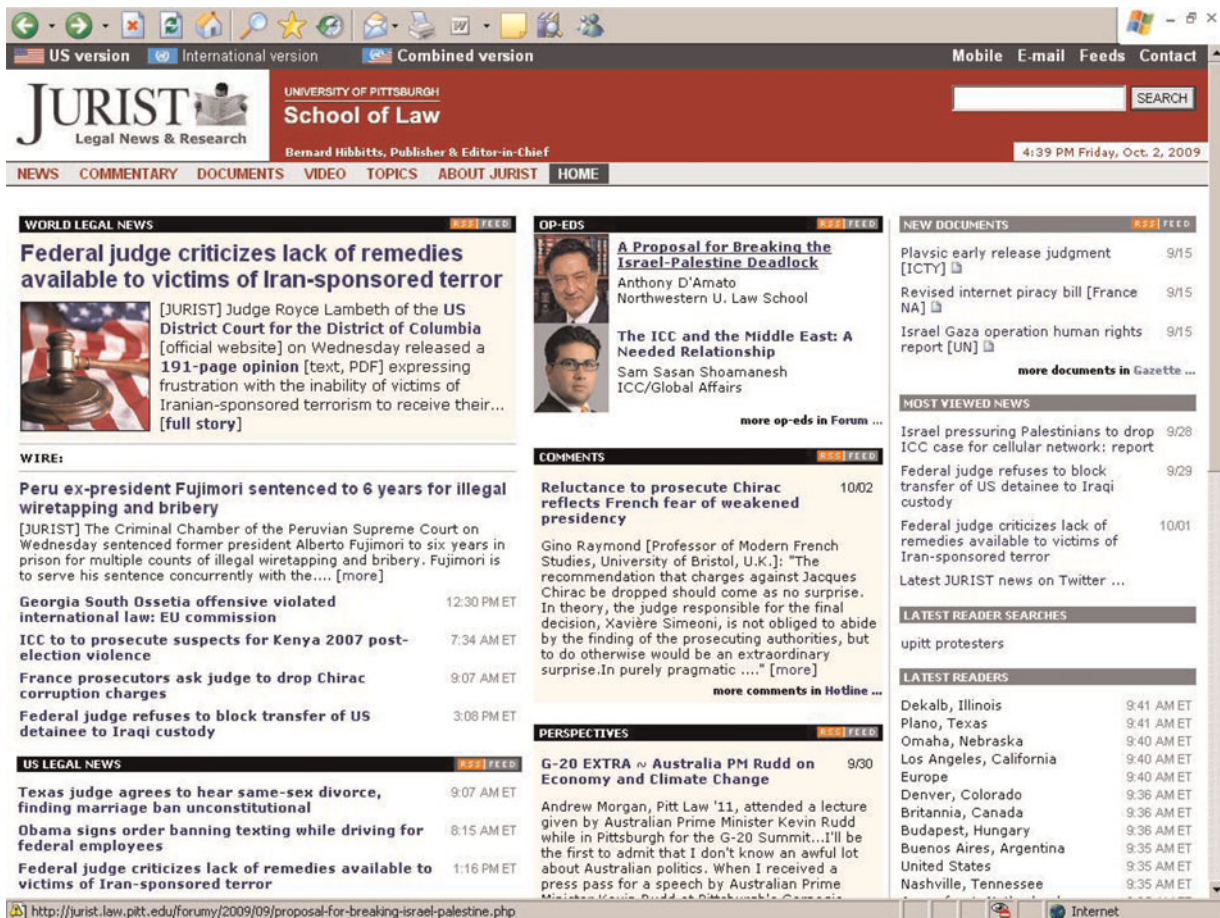 US version International version Combined version Mobile E-mail Feeds Contact
JURIST
Legal News & Research
UNIVERSITY OF PITTSBURGH
School of Law
Bernard Hibbitts, Publisher & Editor-in-Chief
SEARCH
4:39 PM Friday, Oct. 2, 2009
NEWS COMMENTARY DOCUMENTS VIDEO TOPICS ABOUT JURIST HOME
WORLD LEGAL NEWS RSS FEED
Federal judge criticizes lack of remedies
available to victims of Iran-sponsored terror
[JURIST] Judge Royce Lambeth of the US
District Court for the District of Columbia
[official website] on Wednesday released a
191-page opinion [text, PDF] expressing
frustration with the inability of victims of
Iranian-sponsored terrorism to receive their...
[full story]
WIRE:
Peru ex-president Fujimori sentenced to 6 years for illegal
wiretapping and bribery
[JURIST] The Criminal Chamber of the Peruvian Supreme Court on
Wednesday sentenced former president Alberto Fujimori to six years in
prison for multiple counts of illegal wiretapping and bribery. Fujimori is
to serve his sentence concurrently with the.... [more]
Georgia South Ossetia offensive violated 12:30 PM ET
international law: EU commission
ICC to to prosecute suspects for Kenya 2007 post- 7:34 AM ET
election violence
France prosecutors ask judge to drop Chirac 9:07 AM ET
corruption charges
Federal judge refuses to block transfer of US 3:08 PM ET
detainee to Iraqi custody
US LEGAL NEWS RSS FEED
Texas judge agrees to hear same-sex divorce, 9:07 AM ET
finding marriage ban unconstitutional
Obama signs order banning texting while driving for 8:15 AM ET
federal employees
Federal judge criticizes lack of remedies available to 1:16 PM ET
victims of Iran-sponsored terror
OP-EDS RSS FEED
A Proposal for Breaking the
Israel-Palestine Deadlock
Anthony D'Amato
Northwestern U. Law School
The ICC and the Middle East: A
Needed Relationship
Sam Sasan Shoamanesh
ICC/Global Affairs
more op-eds in Forum ...
COMMENTS RSS FEED
Reluctance to prosecute Chirac 10/02
reflects French fear of weakened
presidency
Gino Raymond [Professor of Modern French
Studies, University of Bristol, U.K.]: "The
recommendation that charges against Jacques
Chirac be dropped should come as no surprise.
In theory, the judge responsible for the final
decision, Xavière Simeoni, is not obliged to abide
by the finding of the prosecuting authorities, but
to do otherwise would be an extraordinary
surprise.In purely pragmatic ...." [more]
more comments in Hotline ...
PERSPECTIVES RSS FEED
G-20 EXTRA ~ Australia PM Rudd on 9/30
Economy and Climate Change
Andrew Morgan, Pitt Law '11, attended a lecture
given by Australian Prime Minister Kevin Rudd
while in Pittsburgh for the G-20 Summit...I'll be
the first to admit that I don't know an awful lot
about Australian politics. When I received a
press pass for a speech by Australian Prime
NEW DOCUMENTS RSS FEED
Plavsic early release judgment 9/15
[ICTY]
Revised internet piracy bill [France 9/15
NA]
Israel Gaza operation human rights 9/15
report [UN]
more documents in Gazette ...
MOST VIEWED NEWS
Israel pressuring Palestinians to drop 9/28
ICC case for cellular network: report
Federal judge refuses to block 9/29
transfer of US detainee to Iraqi
custody
Federal judge criticizes lack of 10/01
remedies available to victims of
Iran-sponsored terror
Latest JURIST news on Twitter ...
LATEST READER SEARCHES
upitt protesters
LATEST READERS
Dekalb, Illinois 9:41 AM ET
Plano, Texas 9:41 AM ET
Omaha, Nebraska 9:40 AM ET
Los Angeles, California 9:40 AM ET
Europe 9:40 AM ET
Denver, Colorado 9:36 AM ET
Britannia, Canada 9:36 AM ET
Budapest, Hungary 9:36 AM ET
Buenos Aires, Argentina 9:35 AM ET
United States 9:35 AM ET
Nashville, Tennessee 9:35 AM ET
http://jurist.law.pitt.edu/forumy/2009/09/proposal-for-breaking-israel-palestine.php Internet